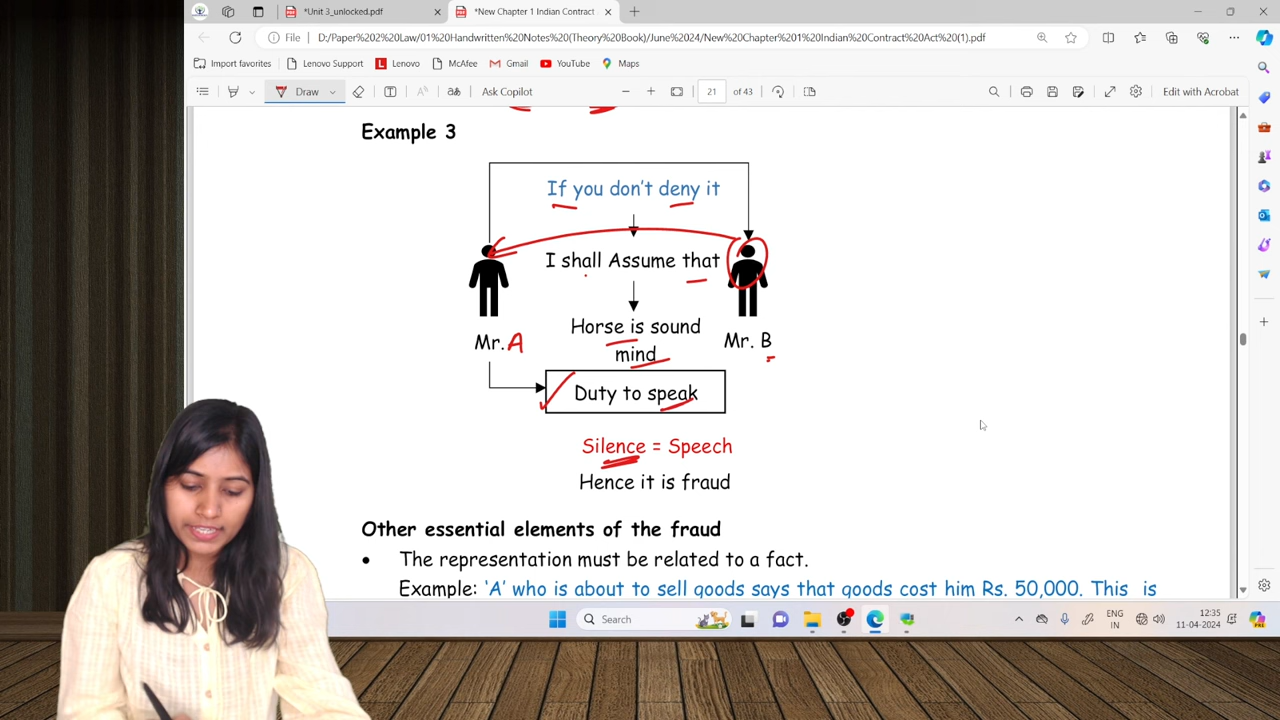 *Unit 3_unlocked.pdf
*New Chapter 1 Indian Contract
File
D:/Paper%202%20Law/01%20Handwritten%20Notes%20(Theory%20Book)/June%2024/New%20Chapter%201%20Indian%20Contract%20Act%20(1).pdf
Import favorites
Lenovo Support
Lenovo
McAfee
Gmail
YouTube
Maps
Draw
Ask Copilot
21 of 43
Edit with Acrobat
Example 3
If you don't deny it
I shall Assume that
Horse is sound
mind
Mr. A
Mr. B
Duty to speak
Silence = Speech
Hence it is fraud
Other essential elements of the fraud
• The representation must be related to a fact.
Example: 'A' who is about to sell goods says that goods cost him Rs. 50,000. This is
Search
ENG
IN
12:35
11-04-2024